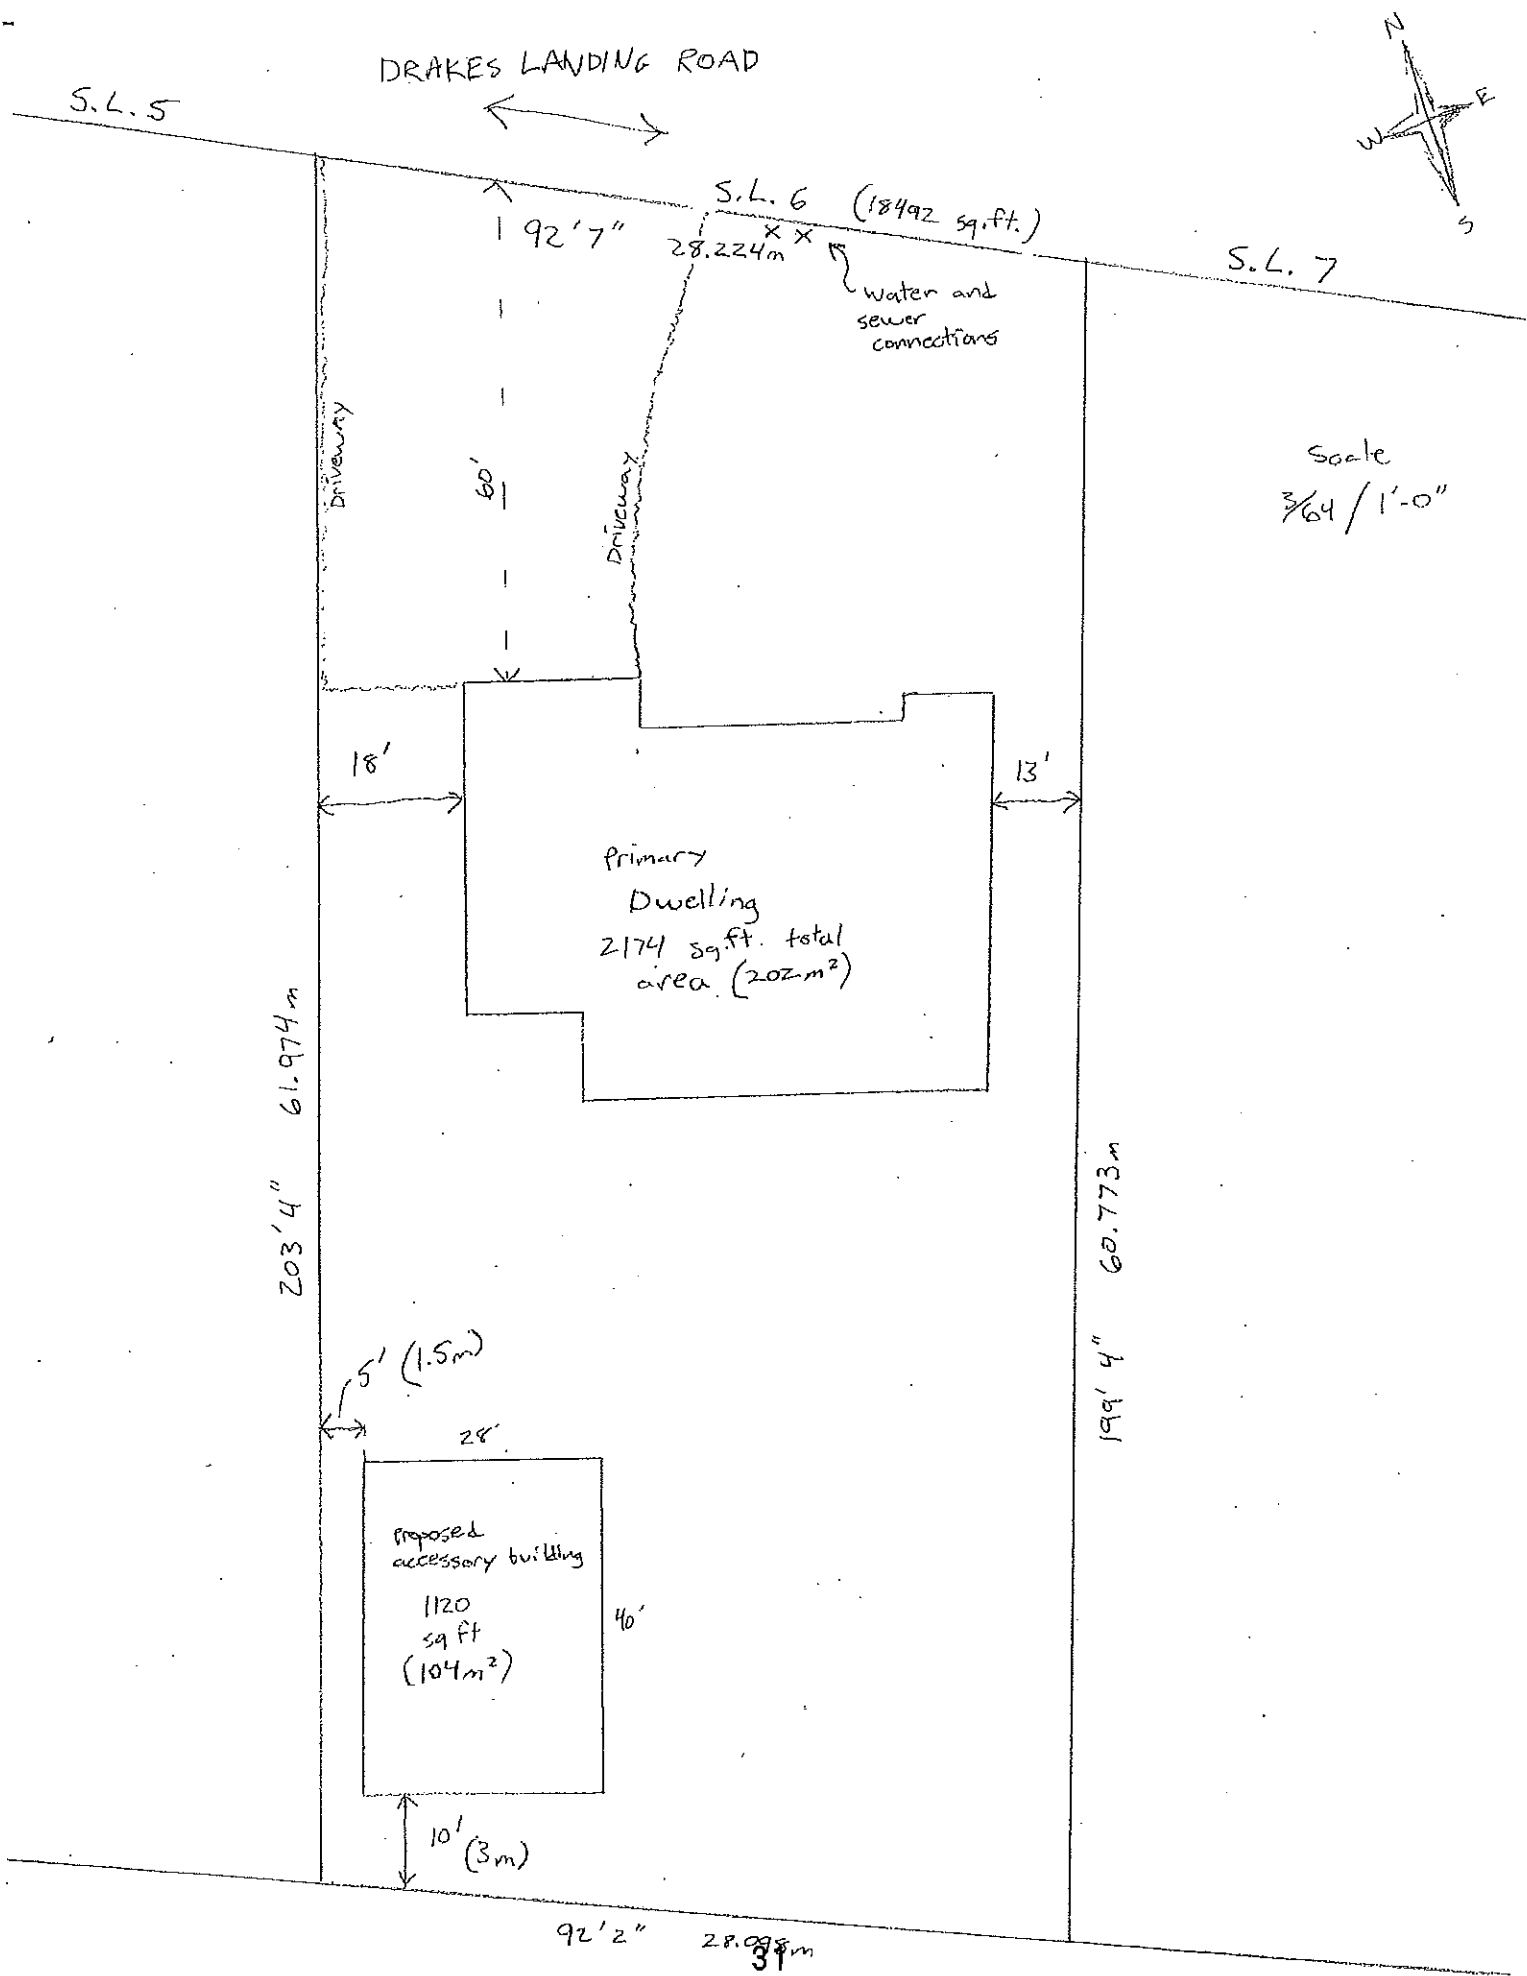 DRAKES LANDING ROAD
N
E
W
S
S.L. 5
S.L. 6 (18492 sq.ft.)
S.L. 7
92'7" 28.224m
water and
sewer
connections
Scale
3/64 / 1'-0"
Driveway
60'
Driveway
18'
13'
Primary
Dwelling
2174 sq.ft. total
area. (202m²)
203'4" 61.974m
199'4" 60.773m
5' (1.5m)
28'
proposed
accessory building
1120
sq ft
(104m²)
40'
10' (3m)
92'2" 28.098m
31